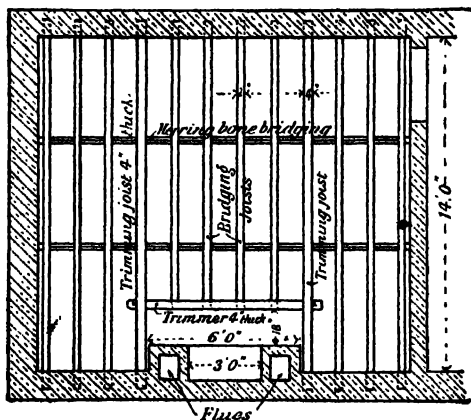 Herring bone bridging
Trimming joist 4" thick
Bridging
Joists
Trimming joist
4"
14'.0"
Trimmer 4" thick.
6'0"
18
3'0"
Flues